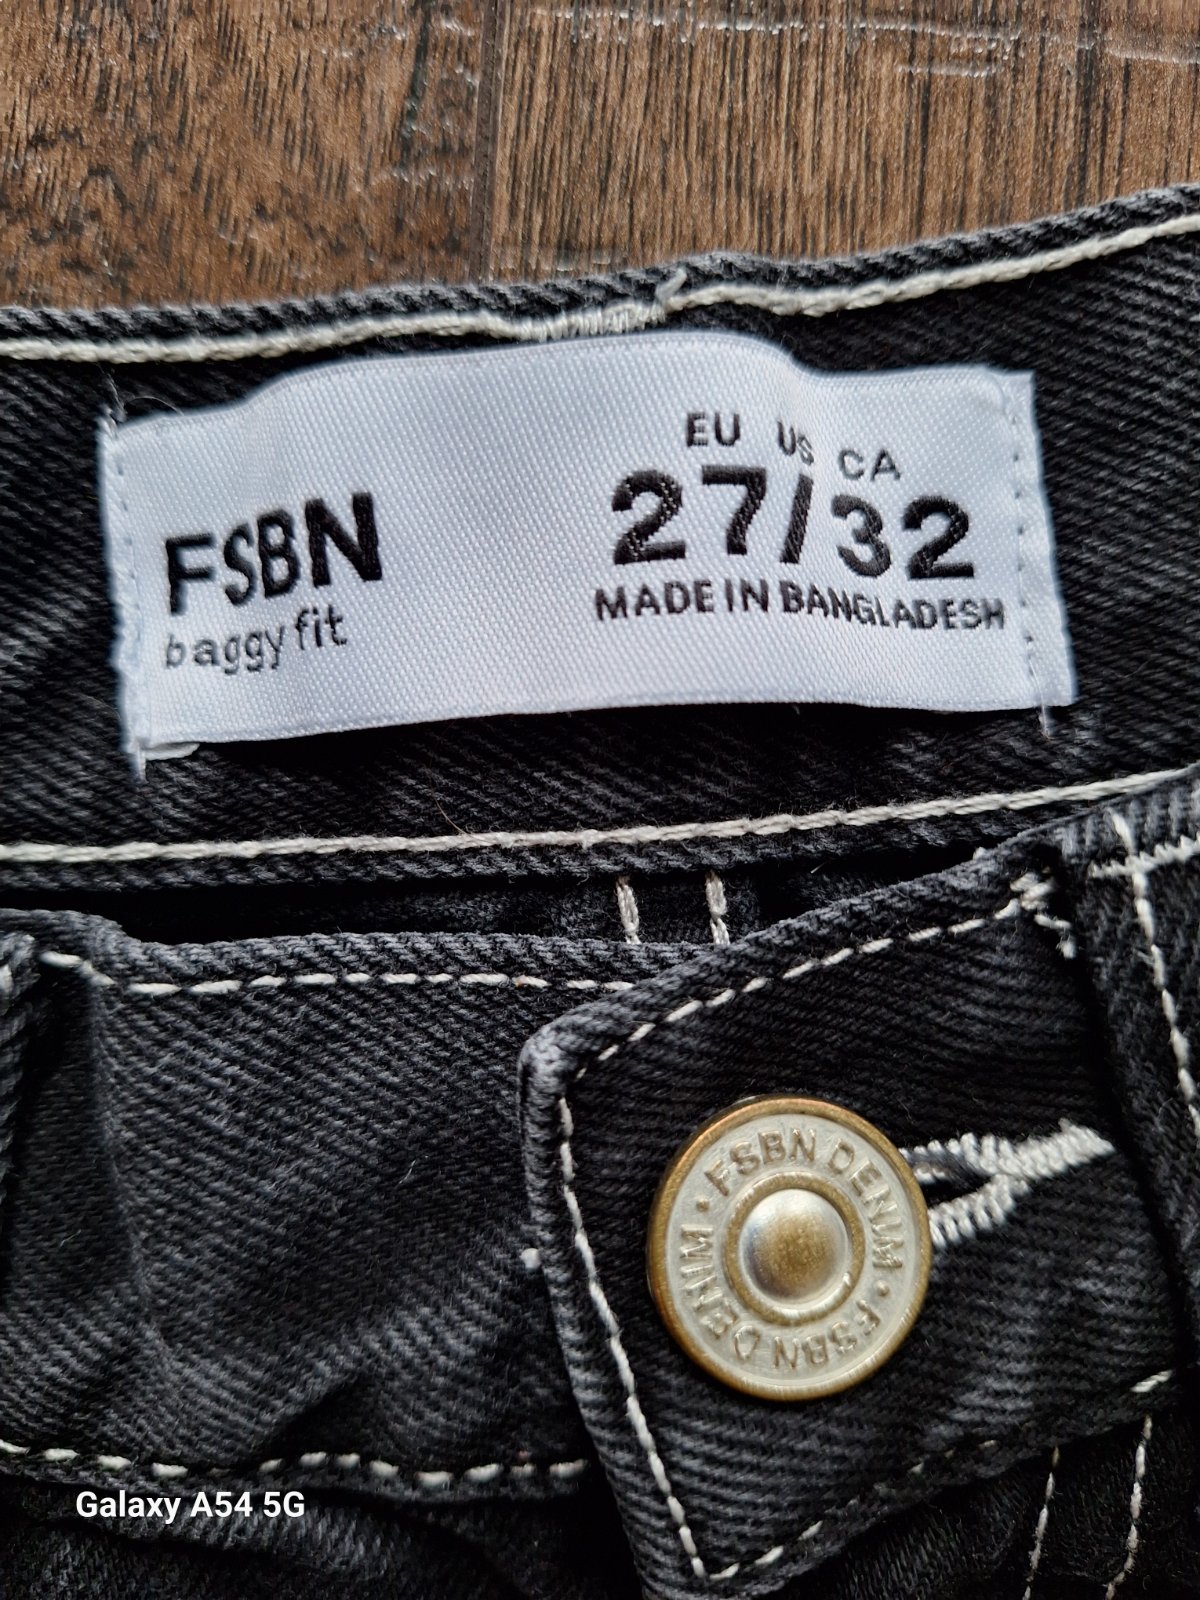 EU US CA
27/32
MADE IN BANGLADESH
FSBN
baggy fit
• FSBN DENIM • FSBN DENIM
Galaxy A54 5G